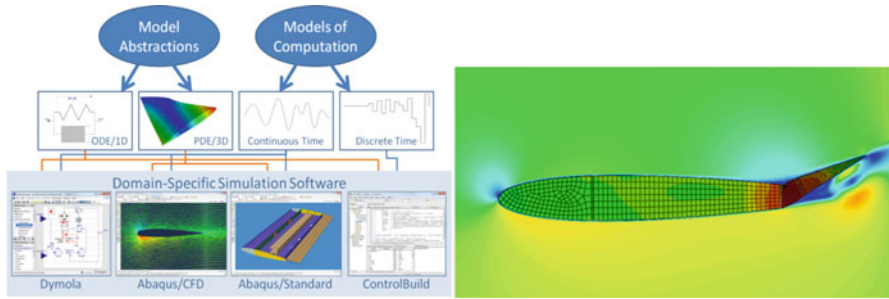 Model
Abstractions
Models of
Computation
ODE/1D
PDE/3D
Continuous Time
Discrete Time
Domain-Specific Simulation Software
Dymola
Abaqus/CFD
Abaqus/Standard
ControlBuild